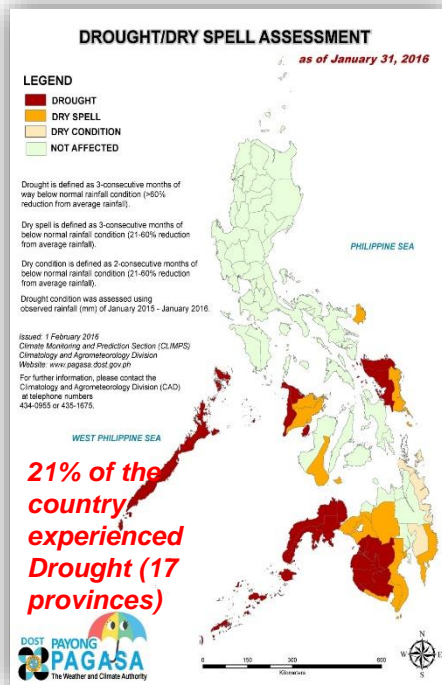 DROUGHT/DRY SPELL ASSESSMENT
as of January 31, 2016
LEGEND
DROUGHT
DRY SPELL
DRY CONDITION
NOT AFFECTED
Drought is defined as 3-consecutive months of
way below normal rainfall condition (>60%
reduction from average rainfall).
Dry spell is defined as 3-consecutive months of
below normal rainfall condition (21-60% reduction
from average rainfall).
Dry condition is defined as 2-consecutive months of
below normal rainfall condition (21-60% reduction
from average rainfall).
Drought condition was assessed using
observed rainfall (mm) of January 2015 - January 2016.
PHILIPPINE SEA
Issued: 1 February 2016
Climate Monitoring and Prediction Section (CLIMPS)
Climatology and Agrometeorology Division
Website: www.pagasa.dost.gov.ph
For further information, please contact the
Climatology and Agrometeorology Division (CAD)
at telephone numbers
434-0955 or 435-1675.
WEST PHILIPPINE SEA
21% of the
country
experienced
Drought (17
provinces)
DOST PAYONG
PAGASA
The Weather and Climate Authority
0 75 150 300 450 600
Kilometers
N
W E
S